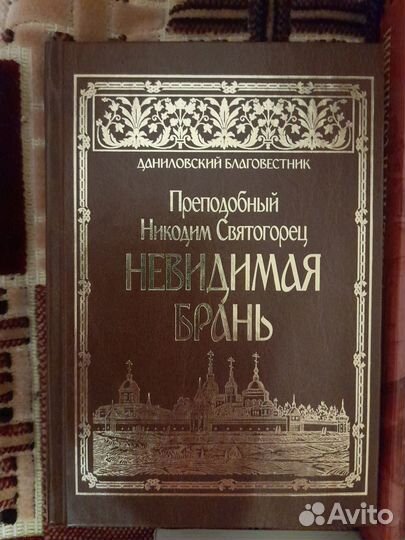 ДАНИЛОВСКИЙ БЛАГОВЕСТНИК
Преподобный
Никодим Святогорец
НЕВИДИМАЯ
БРАНЬ
Avito